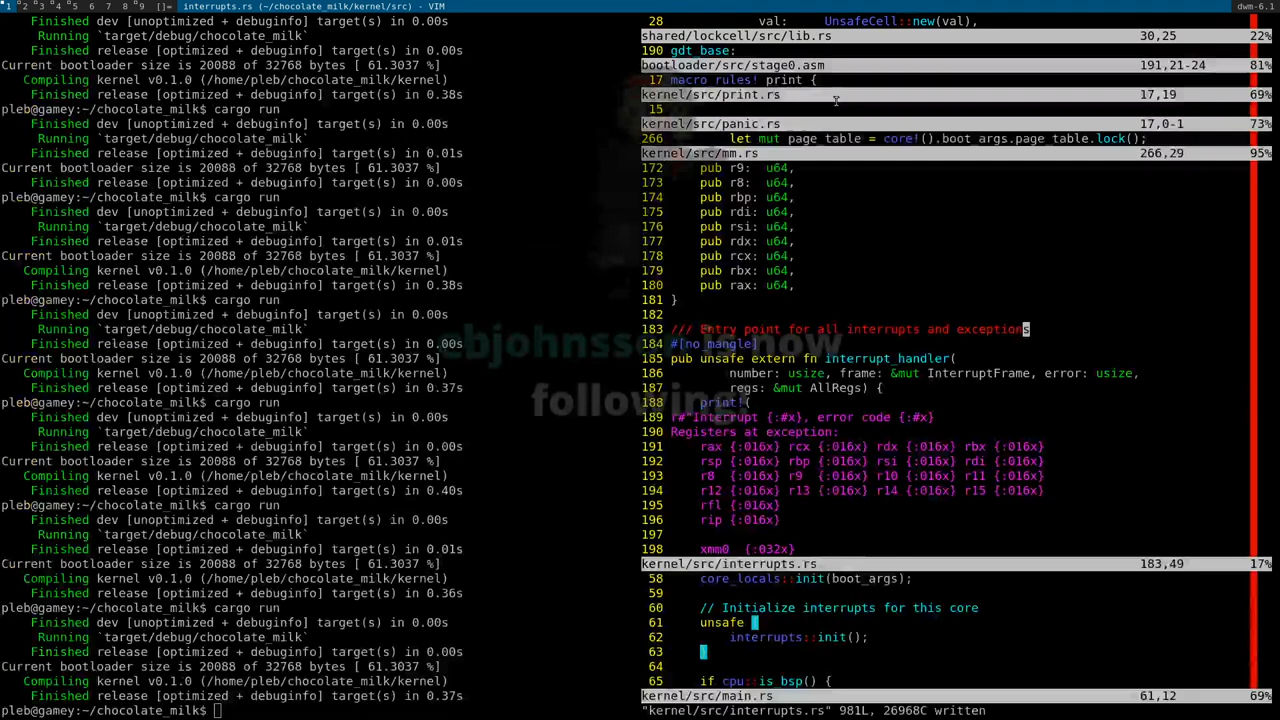 1 2 3 4 5 6 7 8 9 []= interrupts.rs (~/chocolate_milk/kernel/src) - VIM dwm-6.1
Finished dev [unoptimized + debuginfo] target(s) in 0.00s
Running `target/debug/chocolate_milk`
Finished release [optimized + debuginfo] target(s) in 0.00s
Current bootloader size is 20088 of 32768 bytes [ 61.3037 %]
Compiling kernel v0.1.0 (/home/pleb/chocolate_milk/kernel)
Finished release [optimized + debuginfo] target(s) in 0.38s
pleb@gamey:~/chocolate_milk$ cargo run
Finished dev [unoptimized + debuginfo] target(s) in 0.00s
Running `target/debug/chocolate_milk`
Finished release [optimized + debuginfo] target(s) in 0.01s
Current bootloader size is 20088 of 32768 bytes [ 61.3037 %]
pleb@gamey:~/chocolate_milk$ cargo run
Finished dev [unoptimized + debuginfo] target(s) in 0.00s
Running `target/debug/chocolate_milk`
Finished release [optimized + debuginfo] target(s) in 0.01s
Current bootloader size is 20088 of 32768 bytes [ 61.3037 %]
Compiling kernel v0.1.0 (/home/pleb/chocolate_milk/kernel)
Finished release [optimized + debuginfo] target(s) in 0.38s
pleb@gamey:~/chocolate_milk$ cargo run
Finished dev [unoptimized + debuginfo] target(s) in 0.00s
Running `target/debug/chocolate_milk`
Finished release [optimized + debuginfo] target(s) in 0.00s
Current bootloader size is 20088 of 32768 bytes [ 61.3037 %]
Compiling kernel v0.1.0 (/home/pleb/chocolate_milk/kernel)
Finished release [optimized + debuginfo] target(s) in 0.37s
pleb@gamey:~/chocolate_milk$ cargo run
Finished dev [unoptimized + debuginfo] target(s) in 0.00s
Running `target/debug/chocolate_milk`
Finished release [optimized + debuginfo] target(s) in 0.00s
Current bootloader size is 20088 of 32768 bytes [ 61.3037 %]
Compiling kernel v0.1.0 (/home/pleb/chocolate_milk/kernel)
Finished release [optimized + debuginfo] target(s) in 0.40s
pleb@gamey:~/chocolate_milk$ cargo run
Finished dev [unoptimized + debuginfo] target(s) in 0.00s
Running `target/debug/chocolate_milk`
Finished release [optimized + debuginfo] target(s) in 0.01s
Current bootloader size is 20088 of 32768 bytes [ 61.3037 %]
Compiling kernel v0.1.0 (/home/pleb/chocolate_milk/kernel)
Finished release [optimized + debuginfo] target(s) in 0.36s
pleb@gamey:~/chocolate_milk$ cargo run
Finished dev [unoptimized + debuginfo] target(s) in 0.00s
Running `target/debug/chocolate_milk`
Finished release [optimized + debuginfo] target(s) in 0.00s
Current bootloader size is 20088 of 32768 bytes [ 61.3037 %]
Compiling kernel v0.1.0 (/home/pleb/chocolate_milk/kernel)
Finished release [optimized + debuginfo] target(s) in 0.37s
pleb@gamey:~/chocolate_milk$
28 val: UnsafeCell::new(val),
shared/lockcell/src/lib.rs 30,25 22%
190 gdt_base:
bootloader/src/stage0.asm 191,21-24 81%
17 macro_rules! print {
kernel/src/print.rs 17,19 69%
15
kernel/src/panic.rs 17,0-1 73%
266 let mut page_table = core!().boot_args.page_table.lock();
kernel/src/mm.rs 266,29 95%
172 pub r9: u64,
173 pub r8: u64,
174 pub rbp: u64,
175 pub rdi: u64,
176 pub rsi: u64,
177 pub rdx: u64,
178 pub rcx: u64,
179 pub rbx: u64,
180 pub rax: u64,
181 }
182
183 /// Entry point for all interrupts and exceptions
184 #[no_mangle]
185 pub unsafe extern fn interrupt_handler(
186 number: usize, frame: &mut InterruptFrame, error: usize,
187 regs: &mut AllRegs) {
188 print!(
189 r#"Interrupt {:#x}, error code {:#x}
190 Registers at exception:
191 rax {:016x} rcx {:016x} rdx {:016x} rbx {:016x}
192 rsp {:016x} rbp {:016x} rsi {:016x} rdi {:016x}
193 r8 {:016x} r9 {:016x} r10 {:016x} r11 {:016x}
194 r12 {:016x} r13 {:016x} r14 {:016x} r15 {:016x}
195 rfl {:016x}
196 rip {:016x}
197
198 xmm0 {:032x}
kernel/src/interrupts.rs 183,49 17%
58 core_locals::init(boot_args);
59
60 // Initialize interrupts for this core
61 unsafe {
62 interrupts::init();
63 }
64
65 if cpu::is_bsp() {
kernel/src/main.rs 61,12 69%
"kernel/src/interrupts.rs" 981L, 26968C written
is now
following!